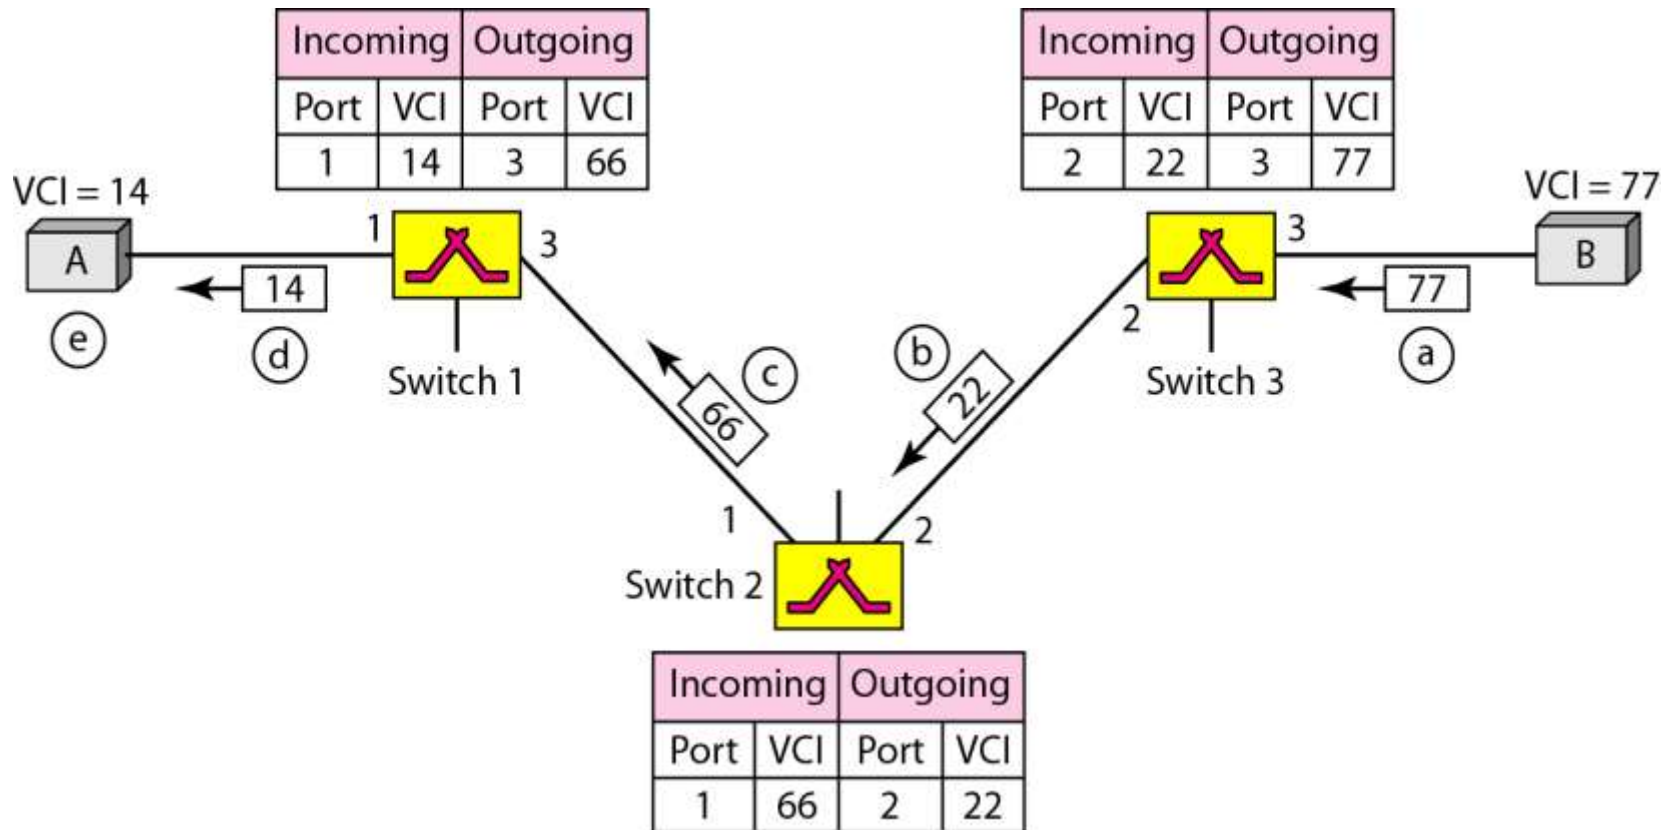 Incoming Outgoing
Port VCI Port VCI
1 14 3 66
Incoming Outgoing
Port VCI Port VCI
2 22 3 77
VCI = 14
VCI = 77
A
1
3
14
e
d
Switch 1
66
c
b
22
2
3
Switch 3
B
77
a
1
2
Switch 2
Incoming Outgoing
Port VCI Port VCI
1 66 2 22